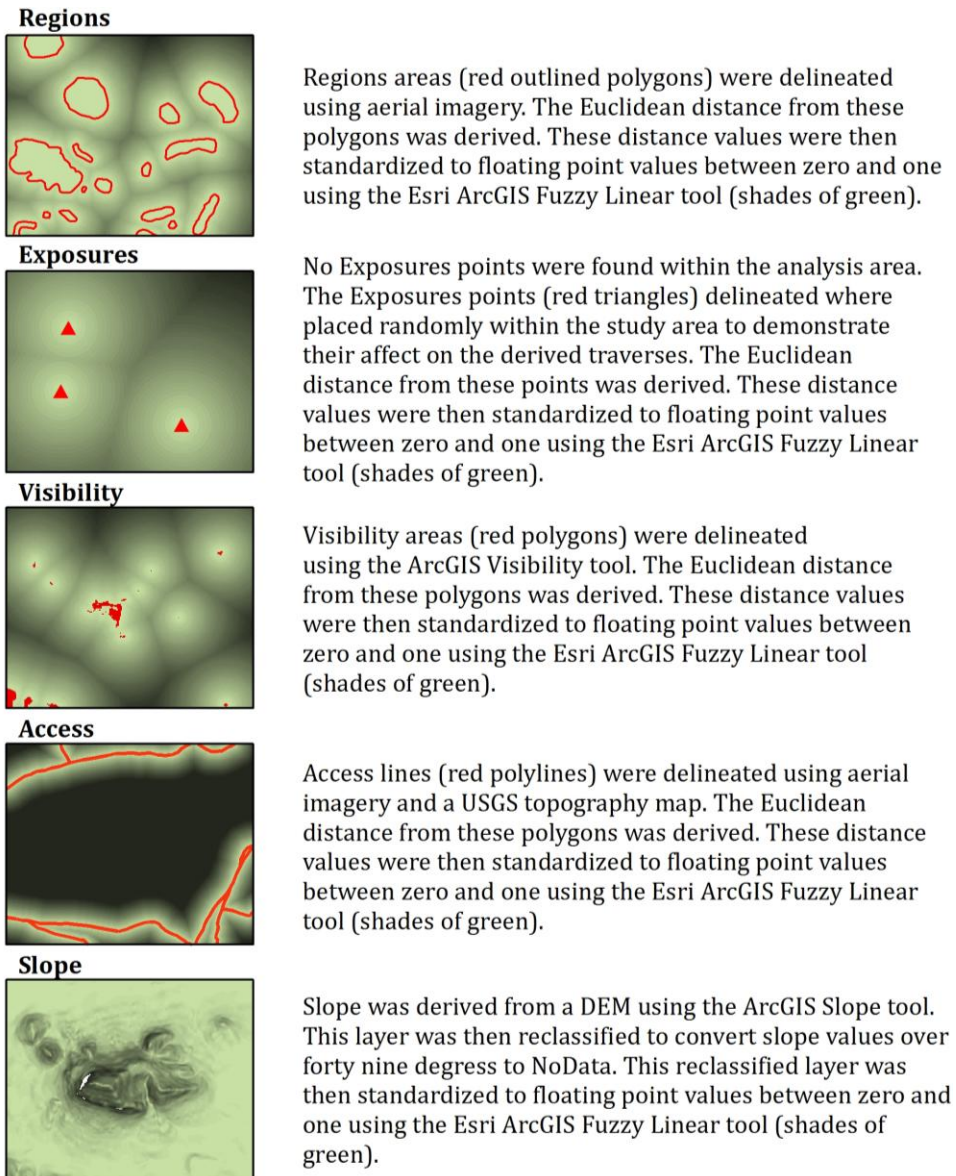 Regions
Regions areas (red outlined polygons) were delineated
using aerial imagery. The Euclidean distance from these
polygons was derived. These distance values were then
standardized to floating point values between zero and one
using the Esri ArcGIS Fuzzy Linear tool (shades of green).
Exposures
No Exposures points were found within the analysis area.
The Exposures points (red triangles) delineated where
placed randomly within the study area to demonstrate
their affect on the derived traverses. The Euclidean
distance from these points was derived. These distance
values were then standardized to floating point values
between zero and one using the Esri ArcGIS Fuzzy Linear
tool (shades of green).
Visibility
Visibility areas (red polygons) were delineated
using the ArcGIS Visibility tool. The Euclidean distance
from these polygons was derived. These distance values
were then standardized to floating point values between
zero and one using the Esri ArcGIS Fuzzy Linear tool
(shades of green).
Access
Access lines (red polylines) were delineated using aerial
imagery and a USGS topography map. The Euclidean
distance from these polygons was derived. These distance
values were then standardized to floating point values
between zero and one using the Esri ArcGIS Fuzzy Linear
tool (shades of green).
Slope
Slope was derived from a DEM using the ArcGIS Slope tool.
This layer was then reclassified to convert slope values over
forty nine degress to NoData. This reclassified layer was
then standardized to floating point values between zero and
one using the Esri ArcGIS Fuzzy Linear tool (shades of
green).